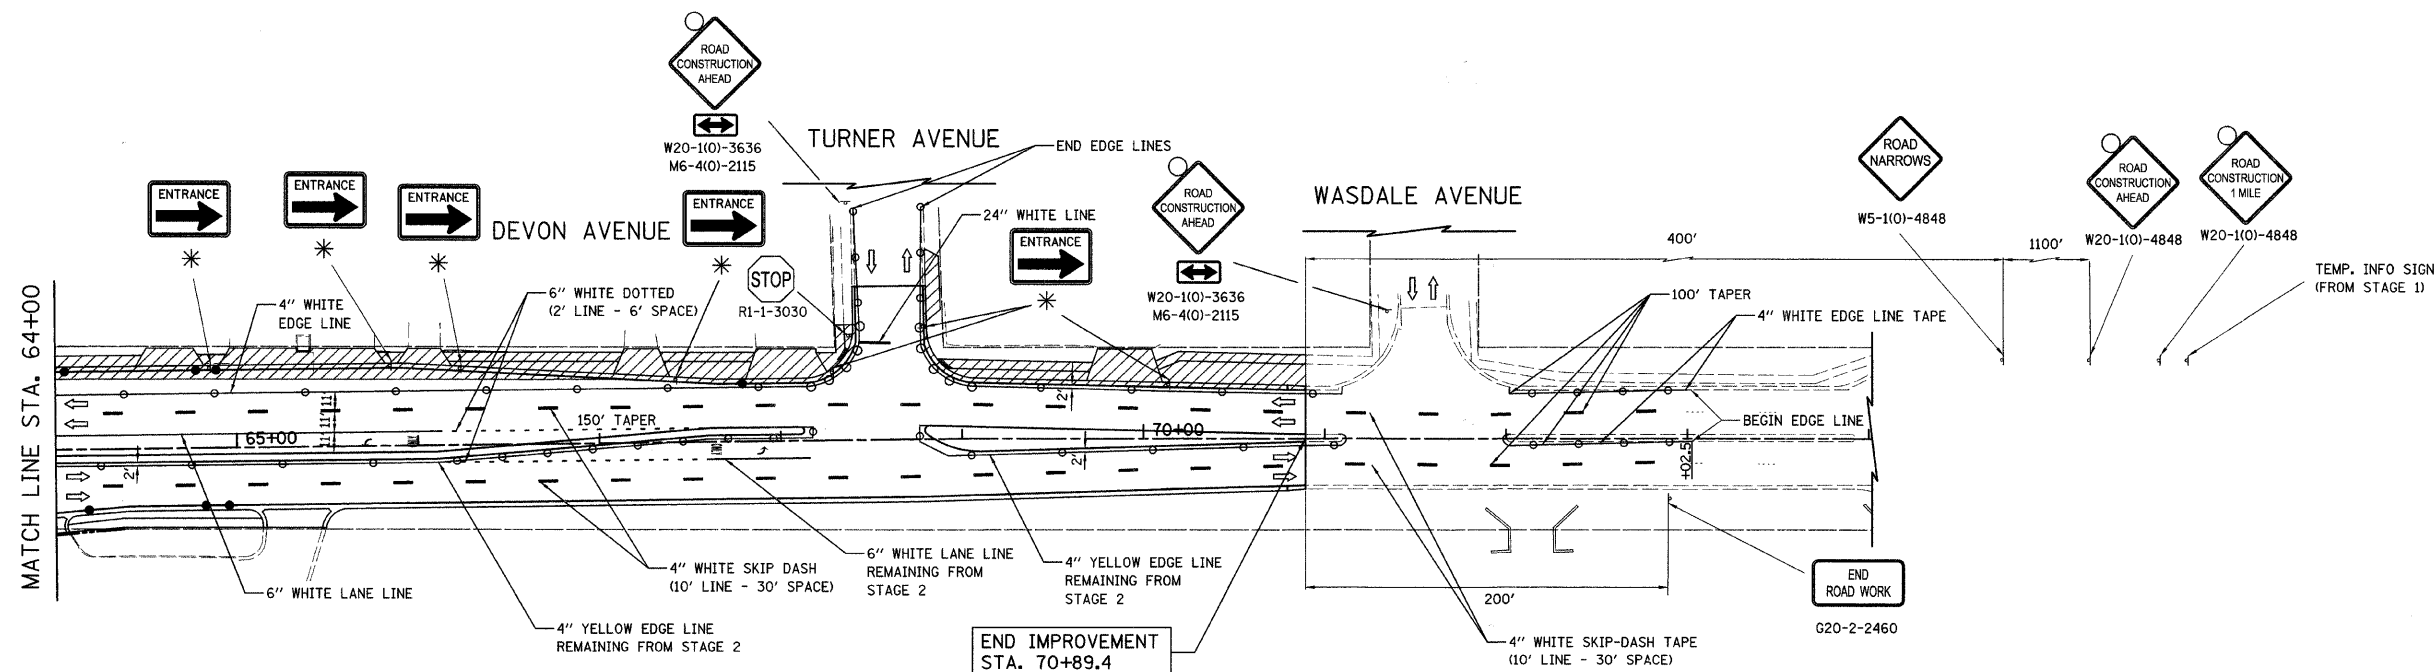 ROAD
CONSTRUCTION
AHEAD
W20-1(O)-3636
M6-4(O)-2115
TURNER AVENUE
END EDGE LINES
ENTRANCE
ENTRANCE
ENTRANCE
ENTRANCE
DEVON AVENUE
24" WHITE LINE
ENTRANCE
STOP
R1-1-3030
ROAD
CONSTRUCTION
AHEAD
W20-1(O)-3636
M6-4(O)-2115
WASDALE AVENUE
ROAD
NARROWS
W5-1(O)-4848
ROAD
CONSTRUCTION
AHEAD
W20-1(O)-4848
ROAD
CONSTRUCTION
1 MILE
W20-1(O)-4848
400'
1100'
TEMP. INFO SIGN
(FROM STAGE 1)
MATCH LINE STA. 64+00
4" WHITE
EDGE LINE
6" WHITE DOTTED
(2' LINE - 6' SPACE)
100' TAPER
4" WHITE EDGE LINE TAPE
11'
11'
11'
65+00
150' TAPER
2'
70+00
2'
2'
BEGIN EDGE LINE
+02.5
6" WHITE LANE LINE
4" YELLOW EDGE LINE
REMAINING FROM STAGE 2
4" WHITE SKIP DASH
(10' LINE - 30' SPACE)
6" WHITE LANE LINE
REMAINING FROM
STAGE 2
4" YELLOW EDGE LINE
REMAINING FROM
STAGE 2
END IMPROVEMENT
STA. 70+89.4
200'
4" WHITE SKIP-DASH TAPE
(10' LINE - 30' SPACE)
END
ROAD WORK
G20-2-2460